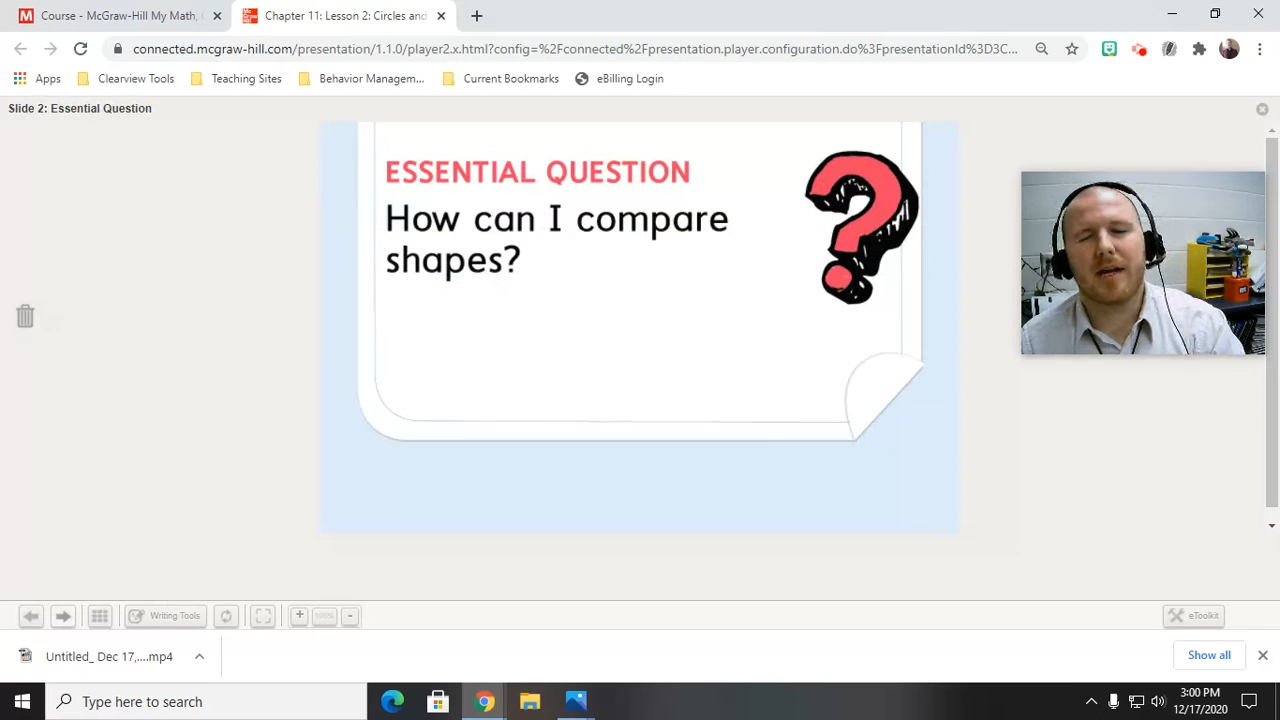 Course - McGraw-Hill My Math,
Chapter 11: Lesson 2: Circles and
connected.mcgraw-hill.com/presentation/1.1.0/player2.x.html?config=%2Fconnected%2Fpresentation.player.configuration.do%3FpresentationId%3D3C...
Apps
Clearview Tools
Teaching Sites
Behavior Managem...
Current Bookmarks
eBilling Login
Slide 2: Essential Question
ESSENTIAL QUESTION
How can I compare
shapes?
Writing Tools
100%
eToolkit
Untitled_ Dec 17,....mp4
Show all
Type here to search
3:00 PM
12/17/2020